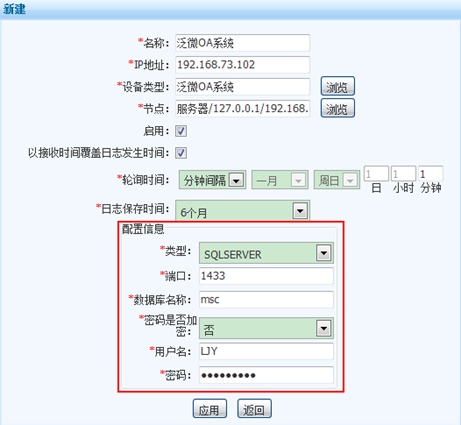 新建
*名称: 泛微OA系统
*IP地址: 192.168.73.102
*设备类型: 泛微OA系统 浏览
*节点: 服务器/127.0.0.1/192.168. 浏览
启用:
以接收时间覆盖日志发生时间:
*轮询时间: 分钟间隔 一月 周日 1 1 1
日 小时 分钟
*日志保存时间: 6个月
配置信息
*类型: SQLSERVER
*端口: 1433
*数据库名称: msc
*密码是否加密: 否
*用户名: LJY
*密码: ●●●●●●●●●
应用 返回